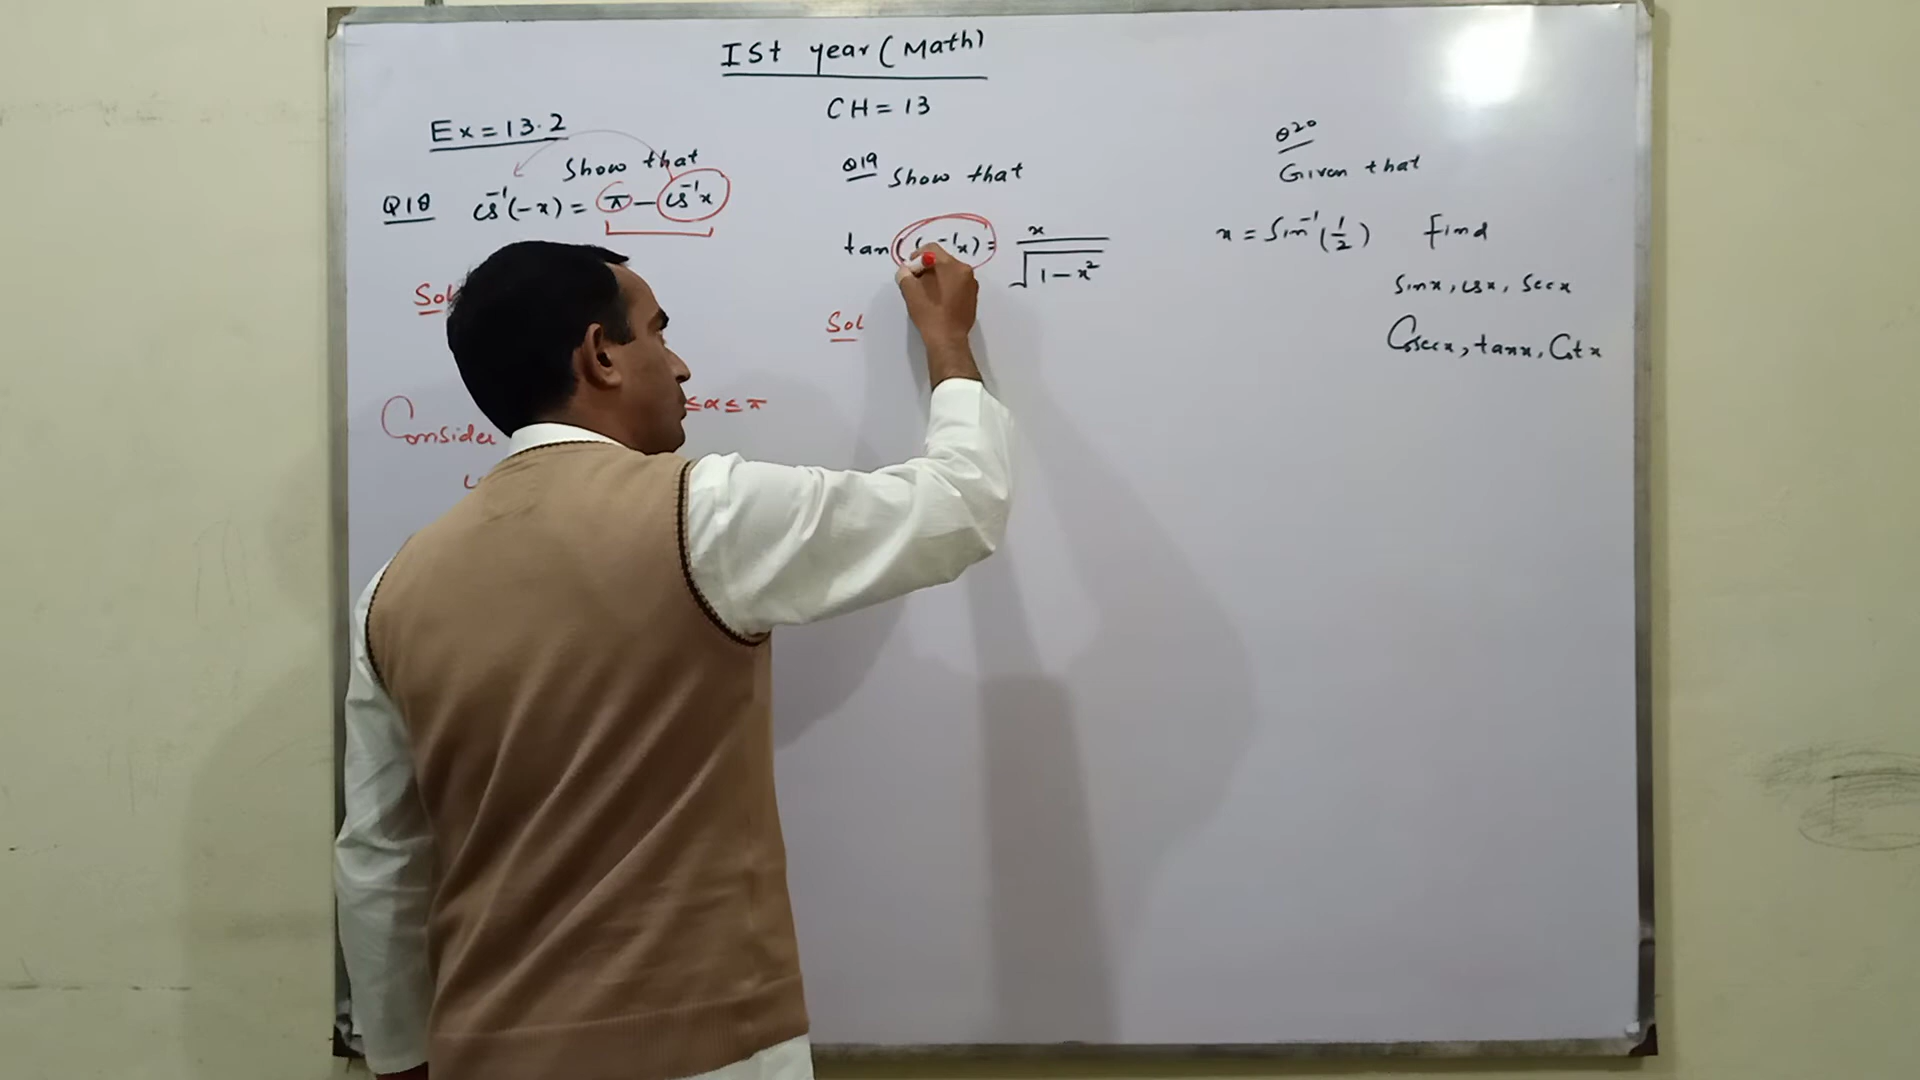 Ist year (Math)
CH = 13
Ex = 13.2
Show that
Q18 cos⁻¹(-x) = π - cos⁻¹x
Sol
≤ α ≤ π
Consider
Q19 Show that
tan( ⁻¹x) = x/√(1-x²)
Sol
Q20
Given that
x = Sin⁻¹(1/2) find
Sinx, cosx, Secx
Cosecx, tanx, Cotx